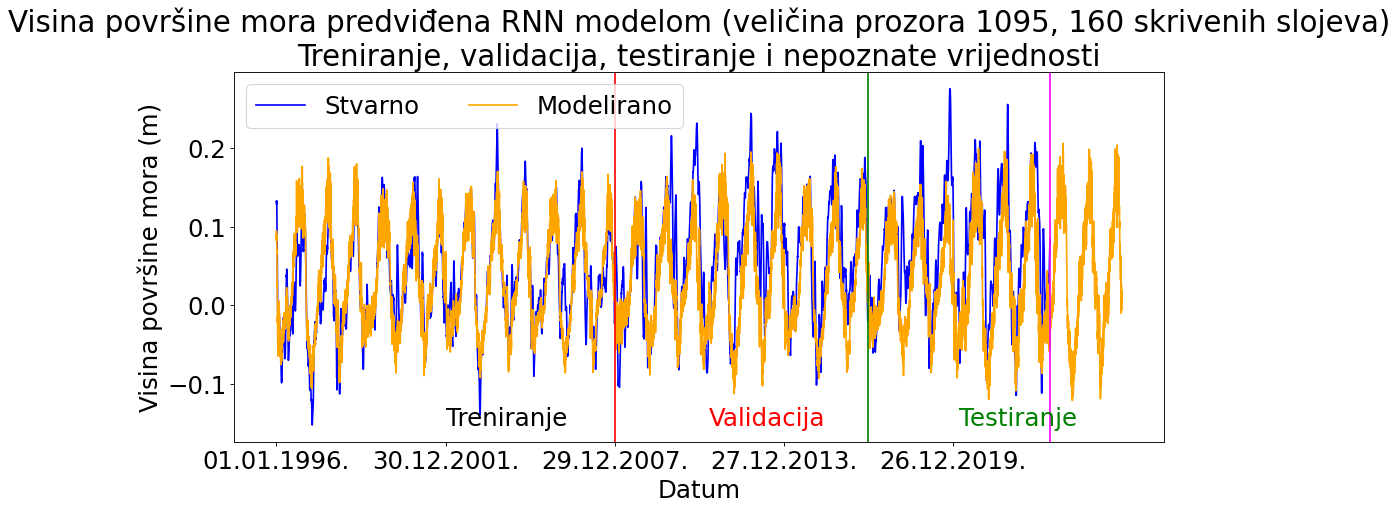 Visina površine mora predviđena RNN modelom (veličina prozora 1095, 160 skrivenih slojeva)
Treniranje, validacija, testiranje i nepoznate vrijednosti
Stvarno Modelirano
Visina površine mora (m)
0.2
0.1
0.0
−0.1
Treniranje Validacija Testiranje
01.01.1996. 30.12.2001. 29.12.2007. 27.12.2013. 26.12.2019.
Datum